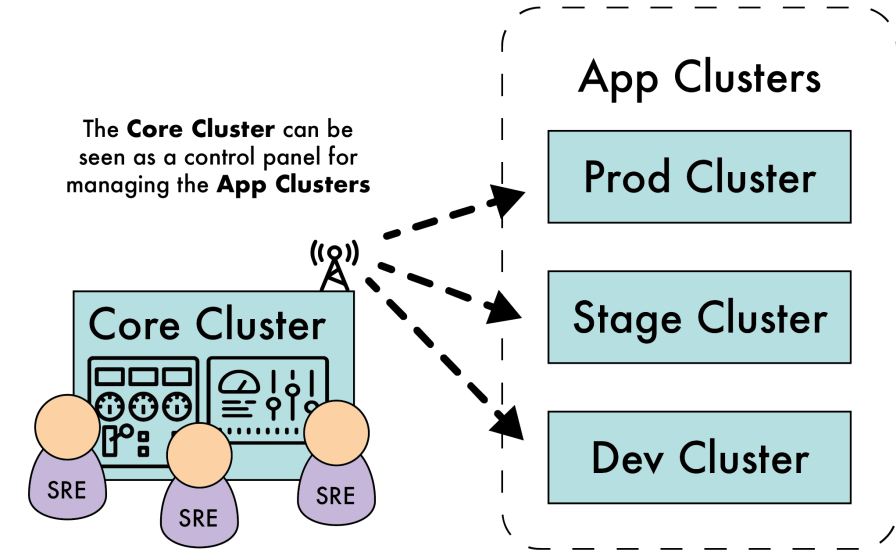 The Core Cluster can be
seen as a control panel for
managing the App Clusters
Core Cluster
SRE
SRE
SRE
App Clusters
Prod Cluster
Stage Cluster
Dev Cluster